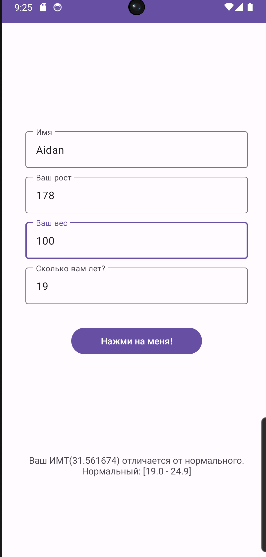 9:25
Имя
Aidan
Ваш рост
178
Ваш вес
100
Сколько вам лет?
19
Нажми на меня!
Ваш ИМТ(31.561674) отличается от нормального.
Нормальный: [19.0 - 24.9]